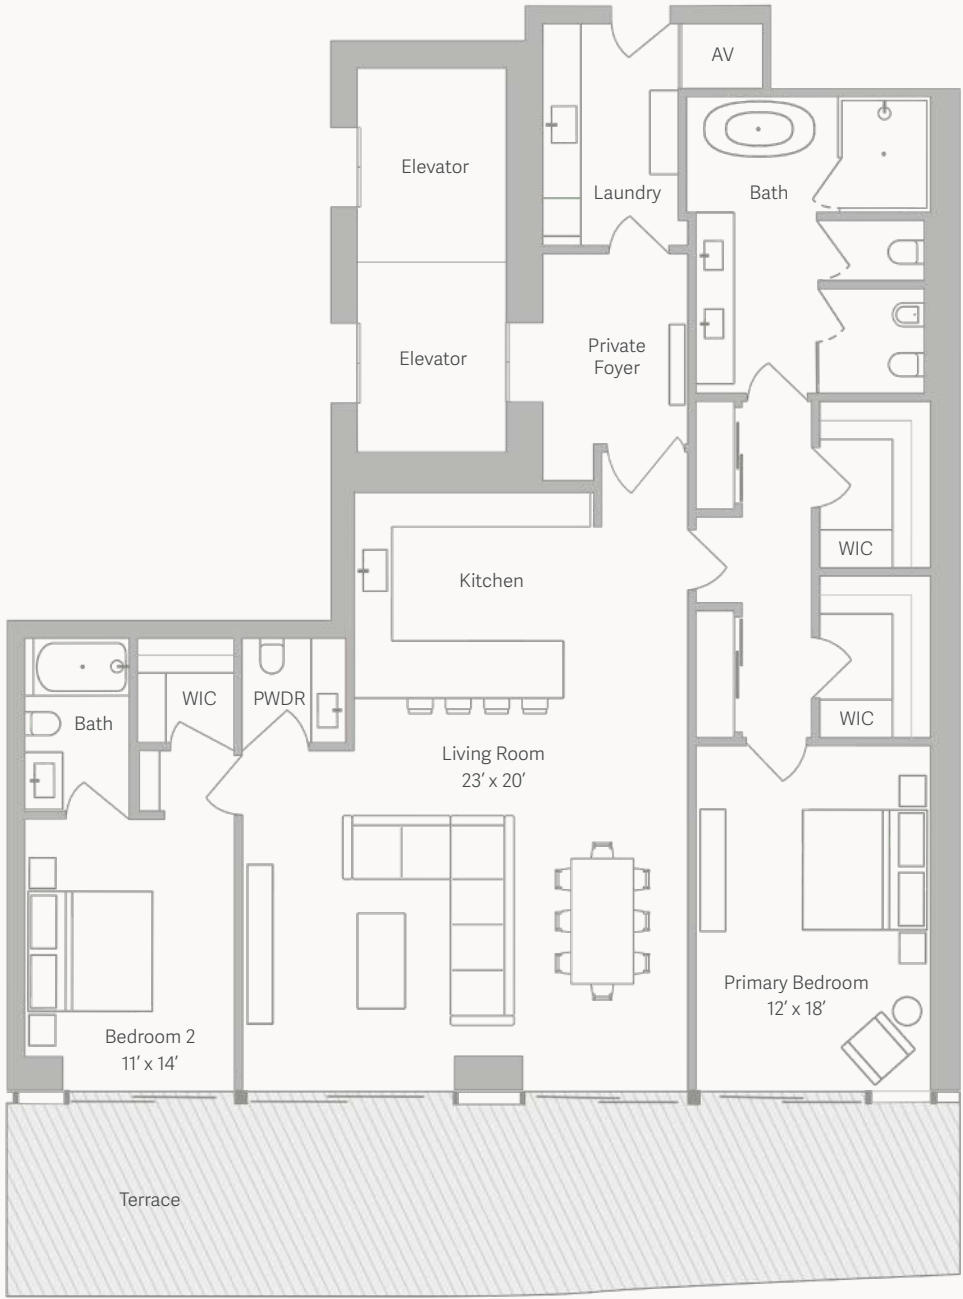 AV
Elevator
Laundry
Bath
Elevator
Private
Foyer
WIC
Kitchen
WIC
PWDR
Bath
WIC
Living Room
23′ x 20′
Primary Bedroom
12′ x 18′
Bedroom 2
11′ x 14′
Terrace